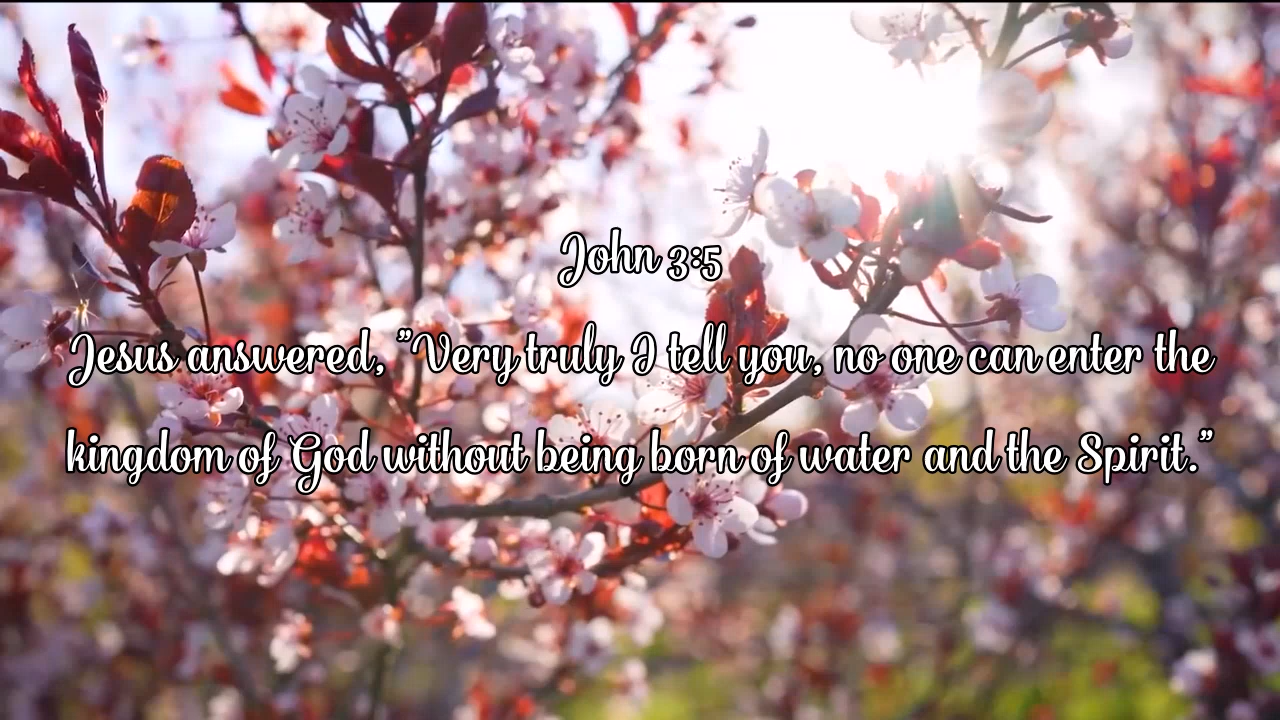 John 3:5
Jesus answered, "Very truly I tell you, no one can enter the
kingdom of God without being born of water and the Spirit."